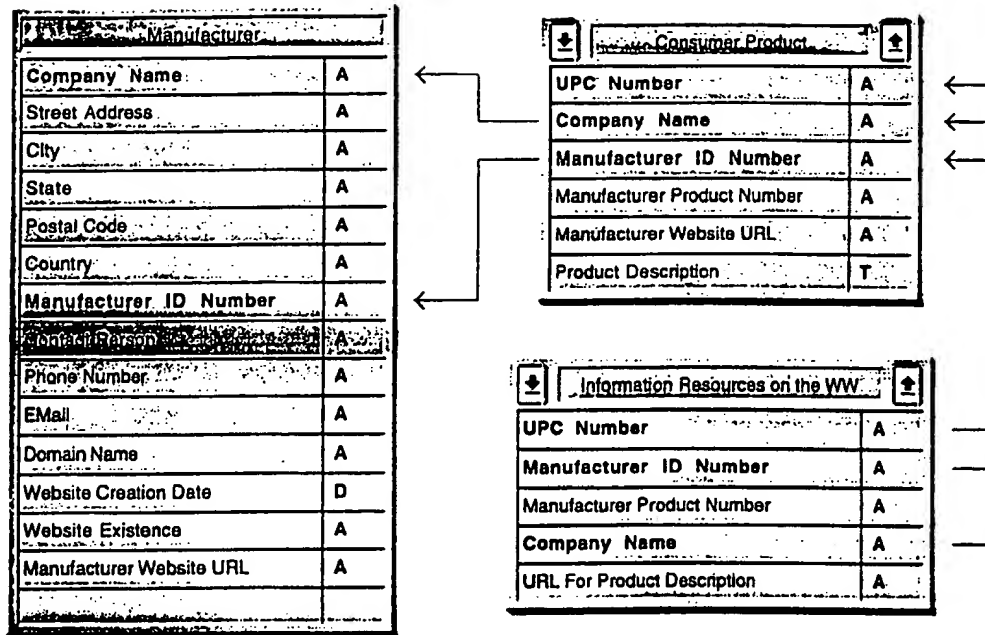 Manufacturer
Company Name A
Street Address A
City A
State A
Postal Code A
Country A
Manufacturer ID Number A
Contact Person A
Phone Number A
EMail A
Domain Name A
Website Creation Date D
Website Existence A
Manufacturer Website URL A
Consumer Product
UPC Number A
Company Name A
Manufacturer ID Number A
Manufacturer Product Number A
Manufacturer Website URL A
Product Description T
Information Resources on the WW
UPC Number A
Manufacturer ID Number A
Manufacturer Product Number A
Company Name A
URL For Product Description A